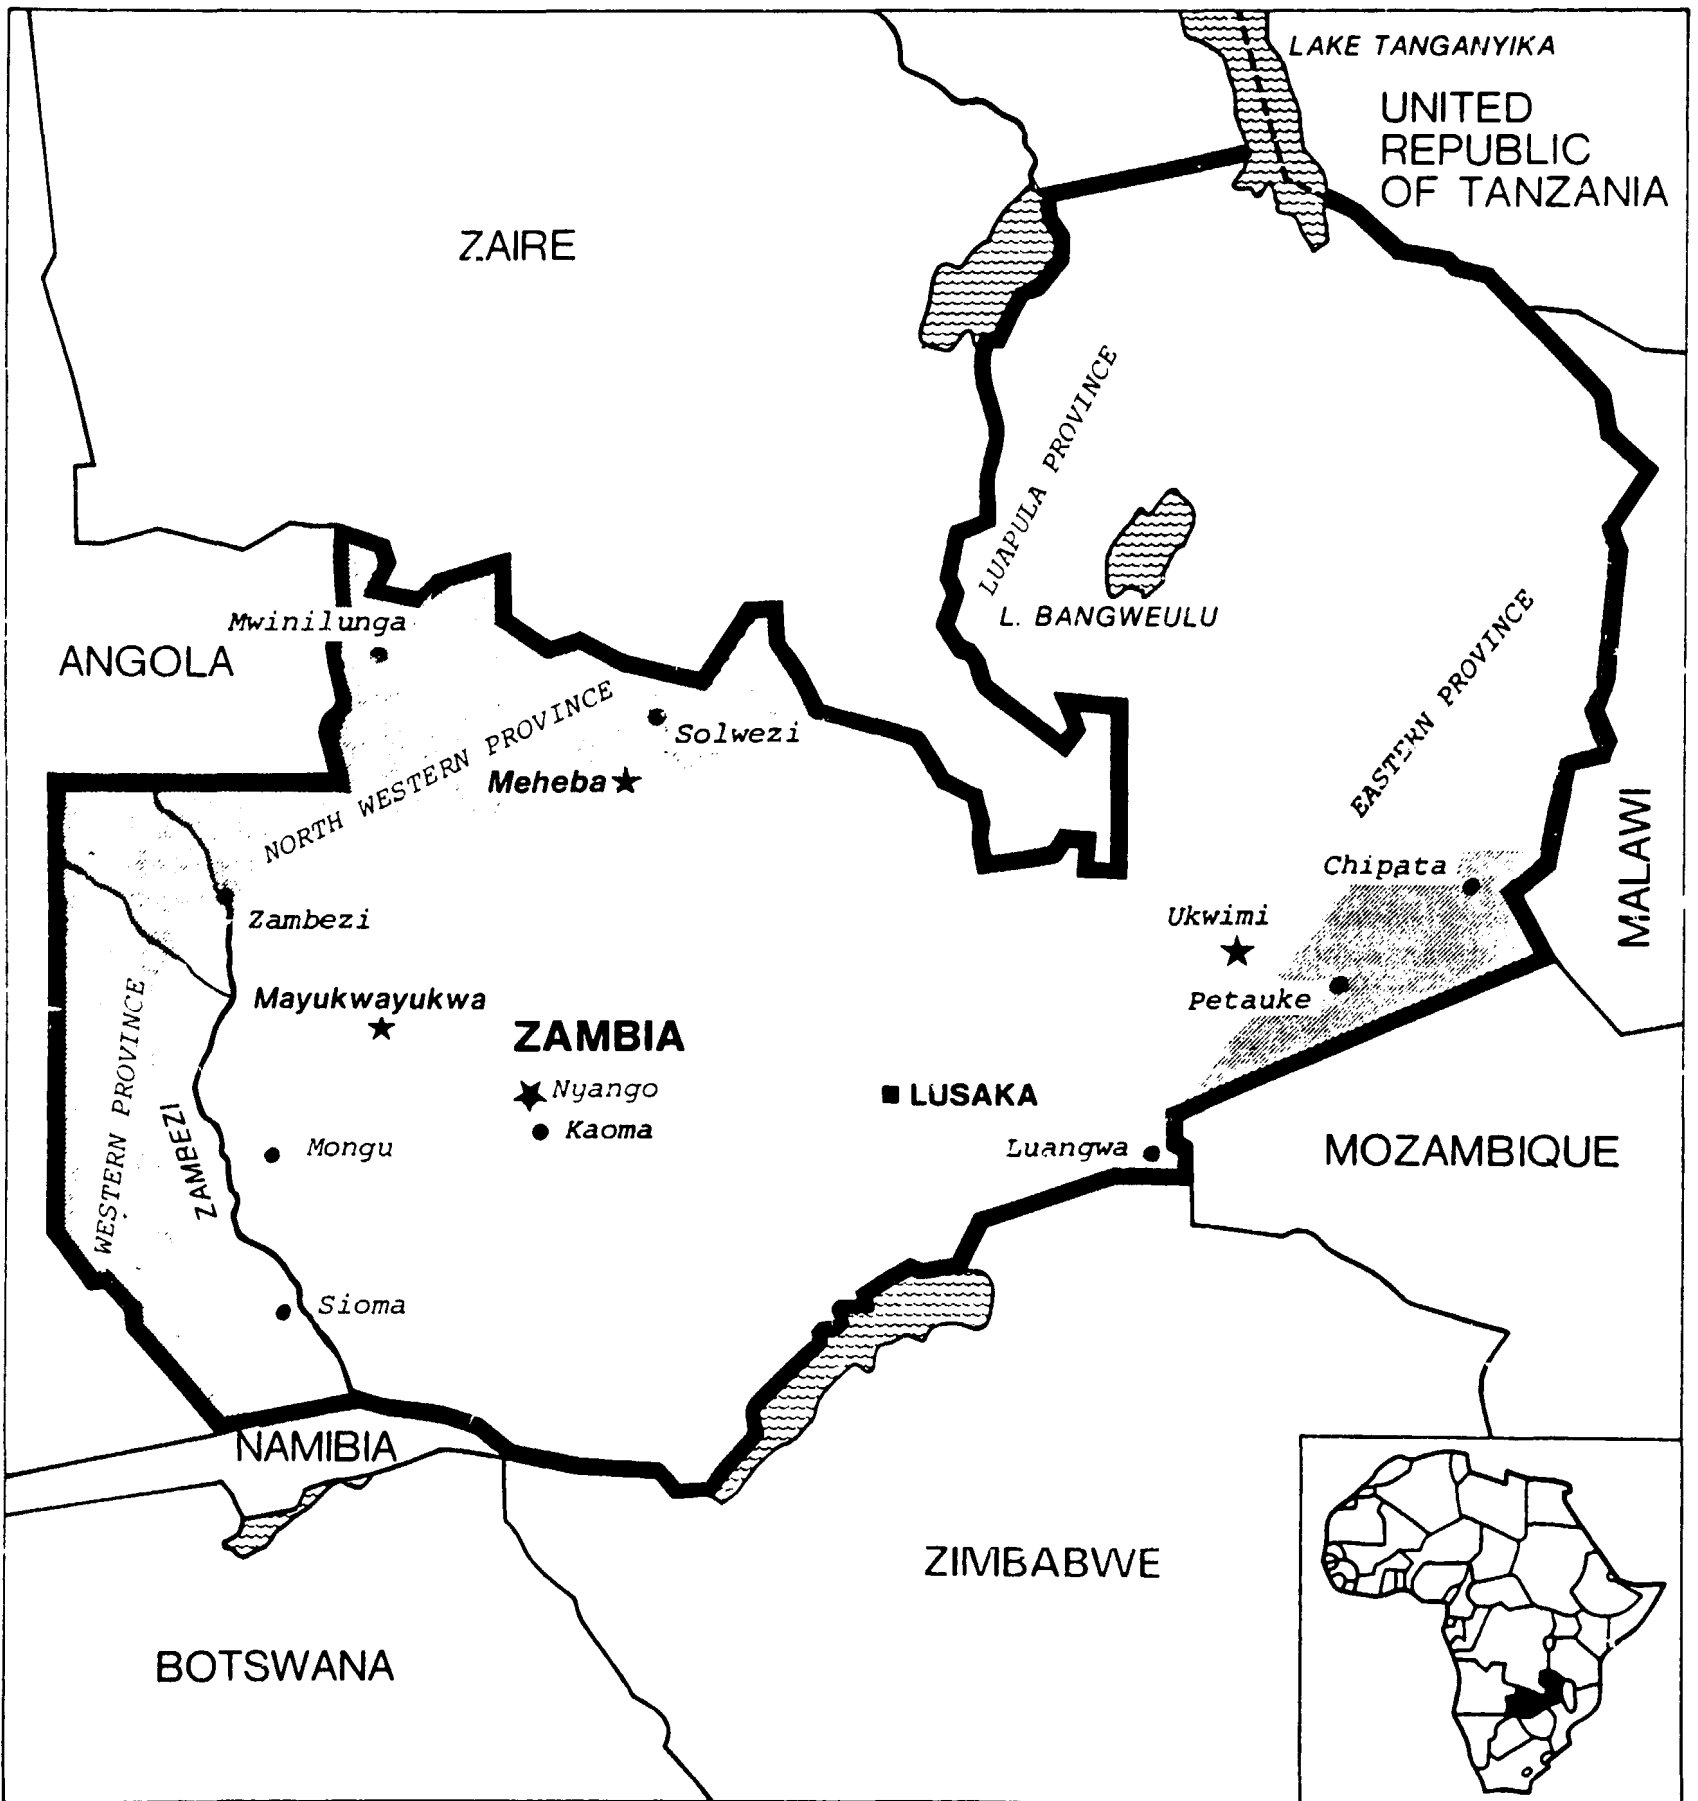 LAKE TANGANYIKA
UNITED
REPUBLIC
OF TANZANIA
ZAIRE
LUAPULA PROVINCE
L. BANGWEULU
EASTERN PROVINCE
Mwinilunga
ANGOLA
NORTH WESTERN PROVINCE
Solwezi
Meheba
MALAWI
Chipata
Ukwimi
Zambezi
Petauke
Mayukwayukwa
WESTERN PROVINCE
ZAMBIA
Nyango
LUSAKA
Kaoma
ZAMBEZI
Mongu
Luangwa
MOZAMBIQUE
Sioma
NAMIBIA
ZIMBABWE
BOTSWANA